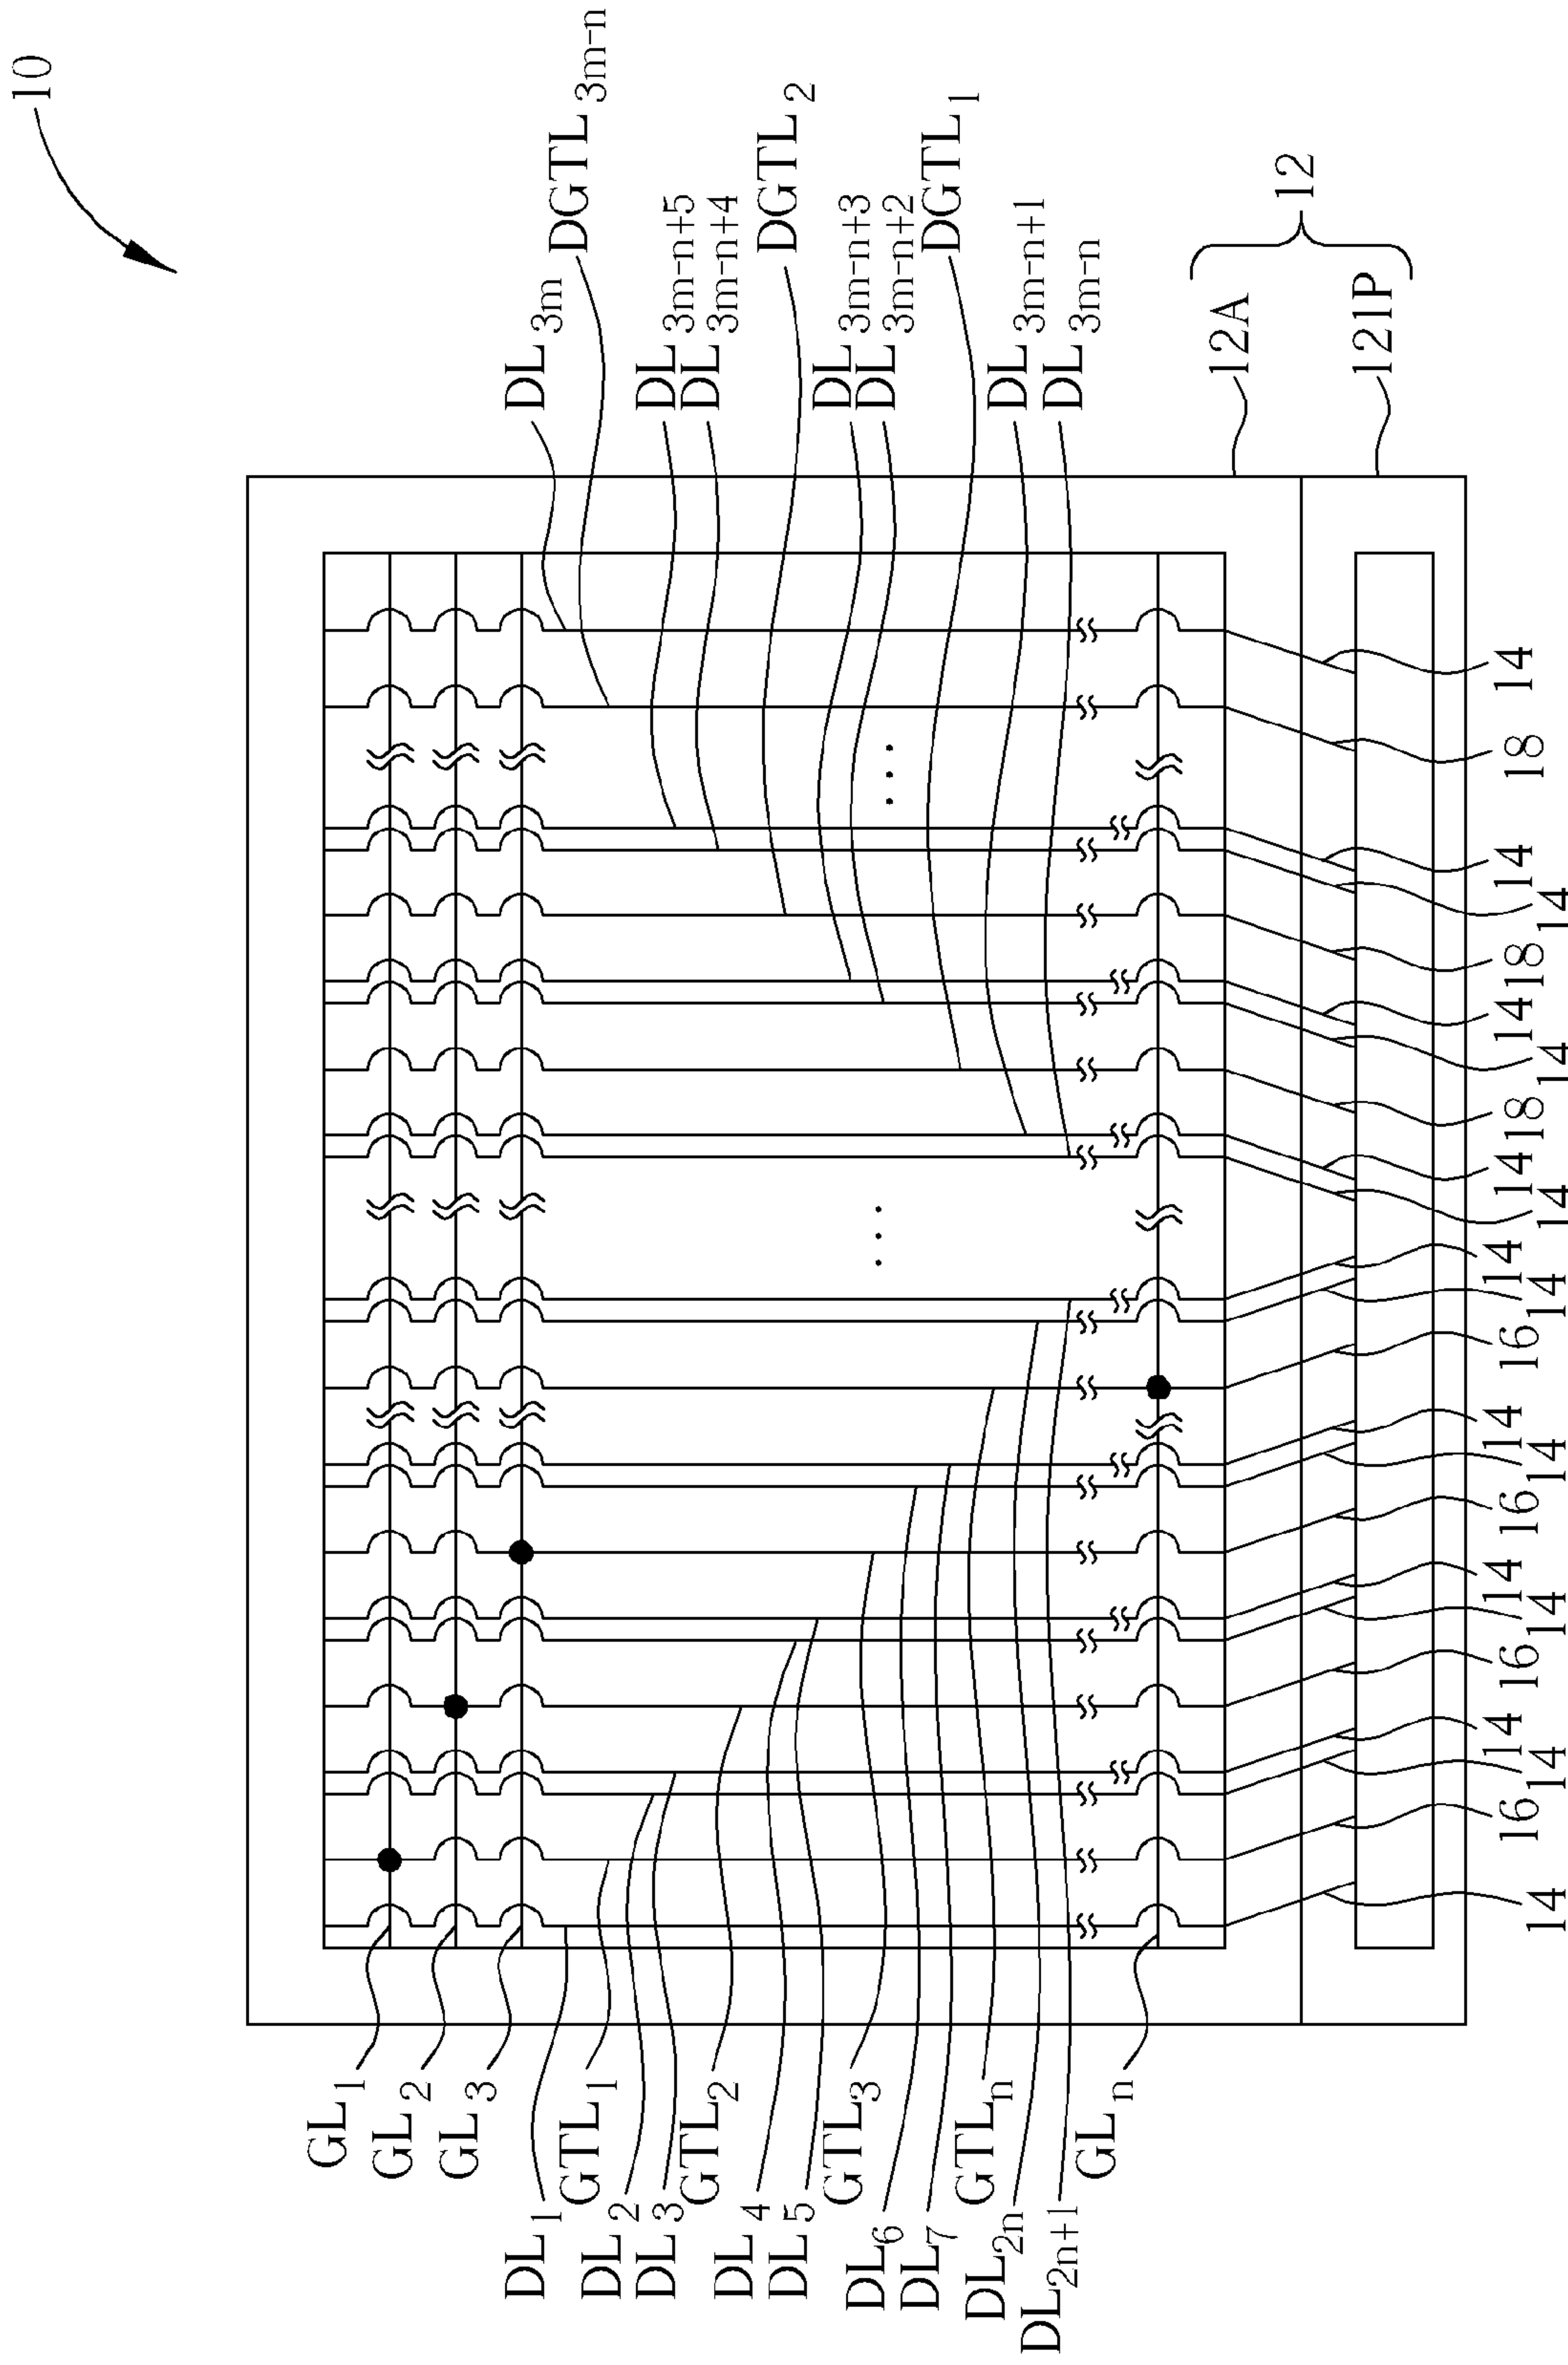 10
GL1
GL2
GL3
DL1
GTL1
DL2
DL3
GTL2
DL4
DL5
GTL3
DL6
DL7
GTLn
DL2n
DL2n+1
GLn
DL3m
DGTL3m-n
DL3m-n+5
DL3m-n+4
DGTL2
DL3m-n+3
DL3m-n+2
DGTL1
DL3m-n+1
DL3m-n
12A
12
121P
14 16 14 14 16 14 14 16 14 14 16 14 14 14 14 18 14 14 18 14 14 18 14